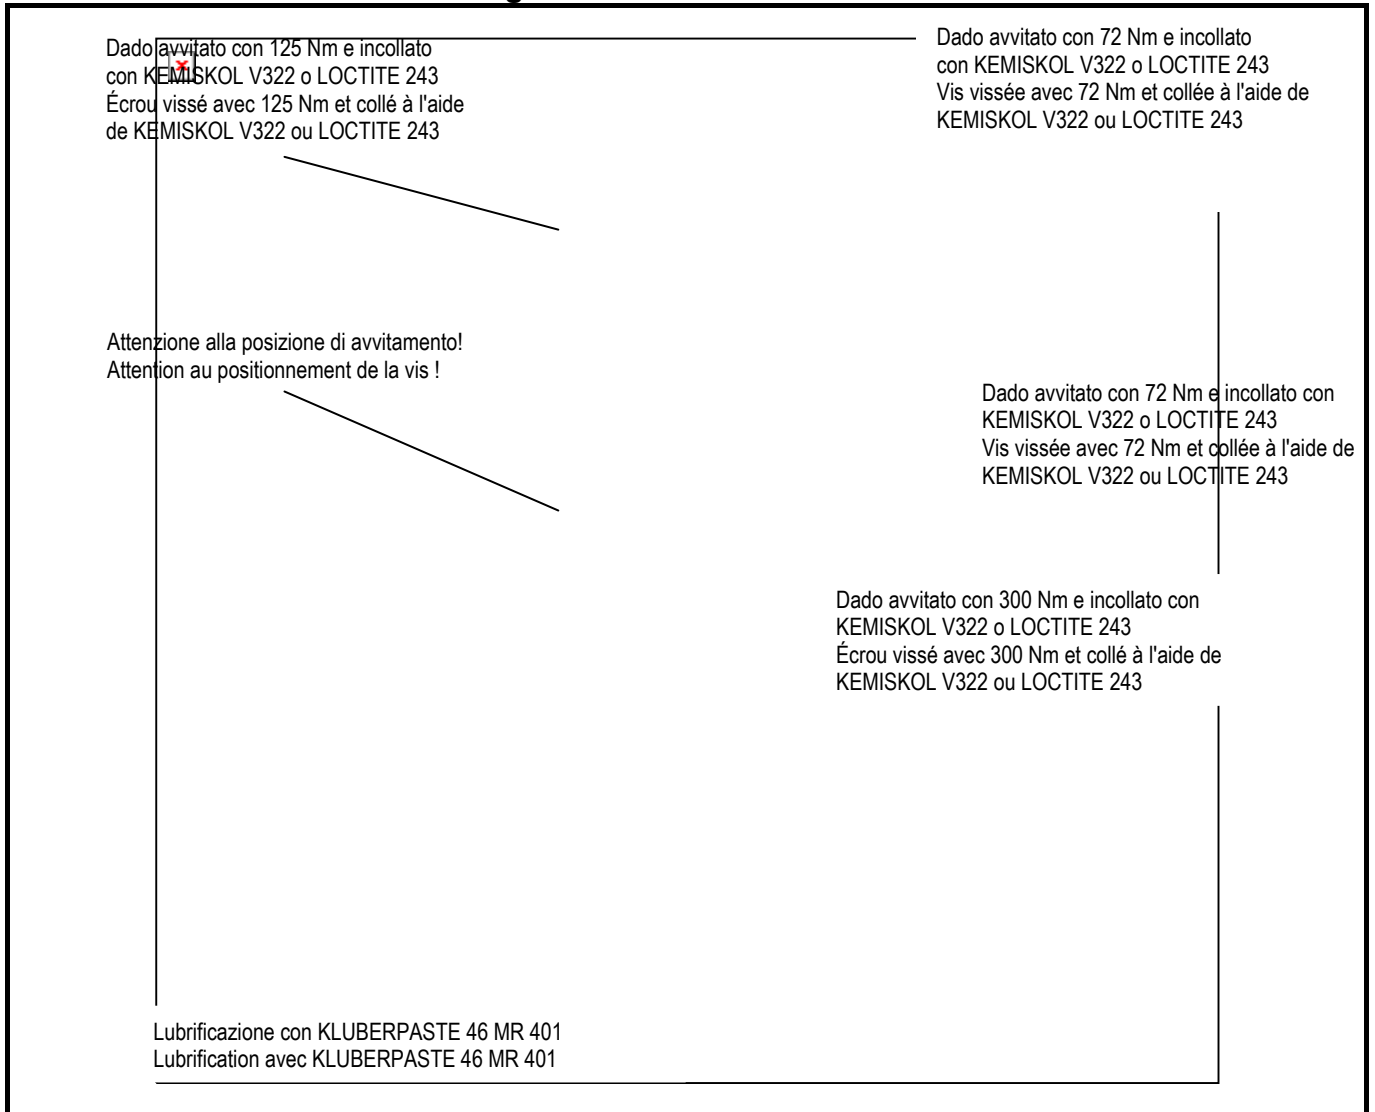 Dado avvitato con 125 Nm e incollato
con KEMISKOL V322 o LOCTITE 243
Écrou vissé avec 125 Nm et collé à l'aide
de KEMISKOL V322 ou LOCTITE 243
Dado avvitato con 72 Nm e incollato
con KEMISKOL V322 o LOCTITE 243
Vis vissée avec 72 Nm et collée à l'aide de
KEMISKOL V322 ou LOCTITE 243
Attenzione alla posizione di avvitamento!
Attention au positionnement de la vis !
Dado avvitato con 72 Nm e incollato con
KEMISKOL V322 o LOCTITE 243
Vis vissée avec 72 Nm et collée à l'aide de
KEMISKOL V322 ou LOCTITE 243
Dado avvitato con 300 Nm e incollato con
KEMISKOL V322 o LOCTITE 243
Écrou vissé avec 300 Nm et collé à l'aide de
KEMISKOL V322 ou LOCTITE 243
Lubrificazione con KLUBERPASTE 46 MR 401
Lubrification avec KLUBERPASTE 46 MR 401